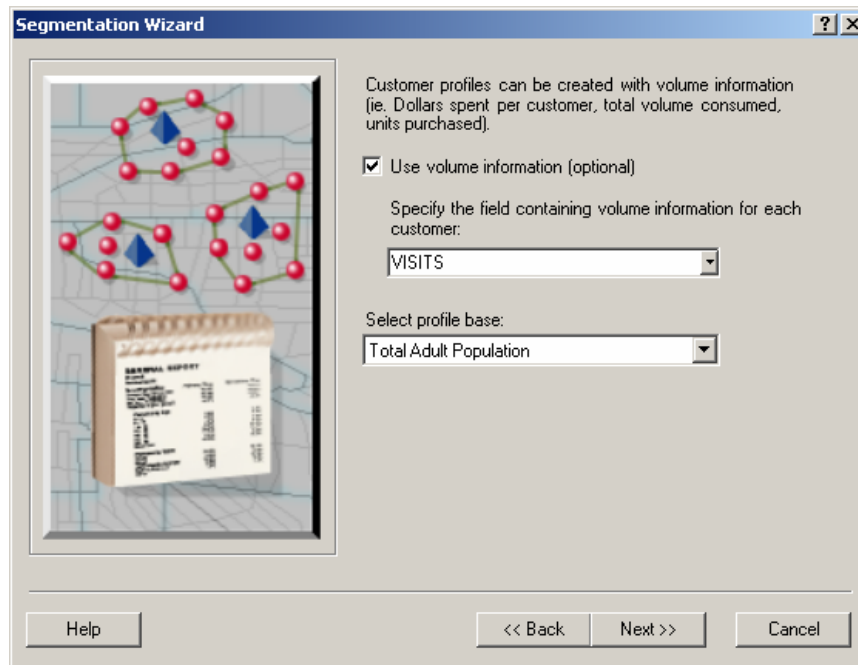 Segmentation Wizard
Customer profiles can be created with volume information
(ie. Dollars spent per customer, total volume consumed,
units purchased).
Use volume information (optional)
Specify the field containing volume information for each
customer:
VISITS
Select profile base:
Total Adult Population
Help
<< Back
Next >>
Cancel